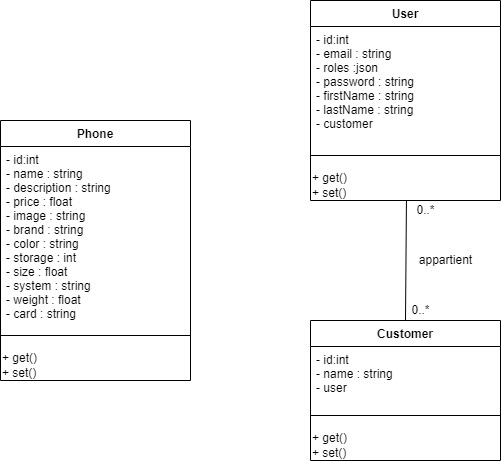 User
- id:int
- email : string
- roles :json
- password : string
- firstName : string
- lastName : string
- customer
+ get()
+ set()
Phone
- id:int
- name : string
- description : string
- price : float
- image : string
- brand : string
- color : string
- storage : int
- size : float
- system : string
- weight : float
- card : string
+ get()
+ set()
0..*
appartient
0..*
Customer
- id:int
- name : string
- user
+ get()
+ set()